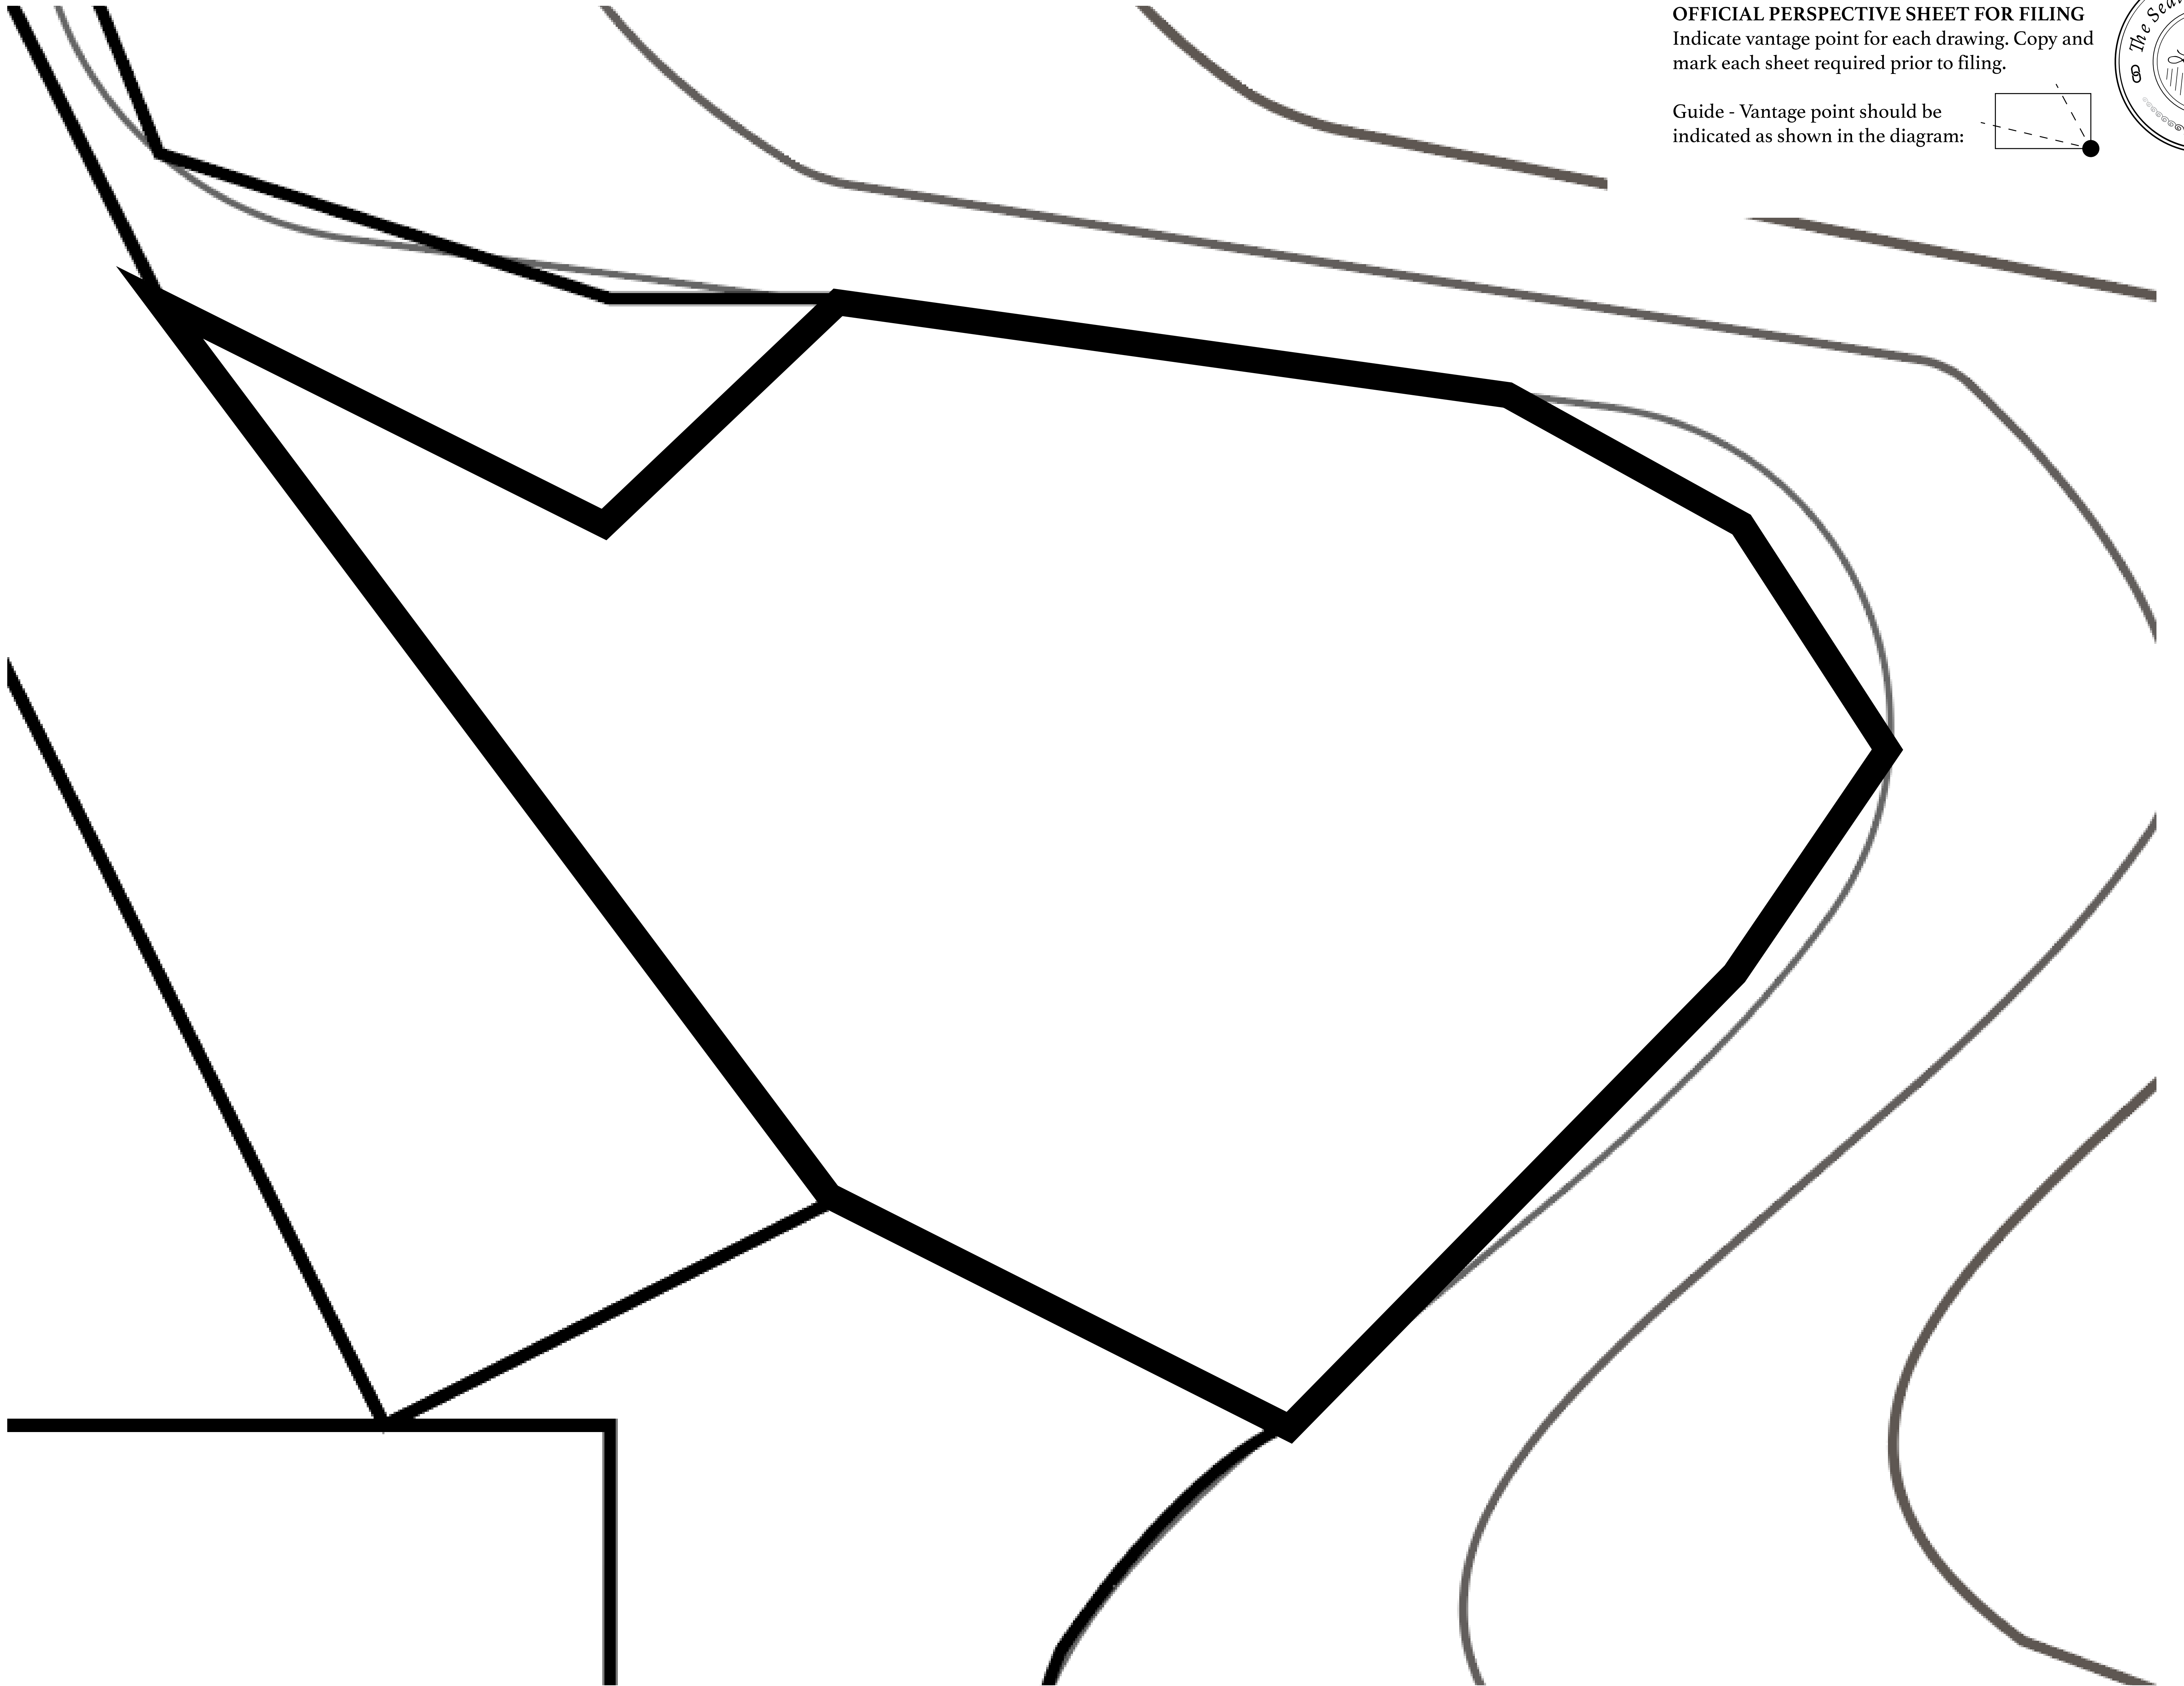 OFFICIAL PERSPECTIVE SHEET FOR FILING
Indicate vantage point for each drawing. Copy and
mark each sheet required prior to filing.
Guide - Vantage point should be
indicated as shown in the diagram:
The